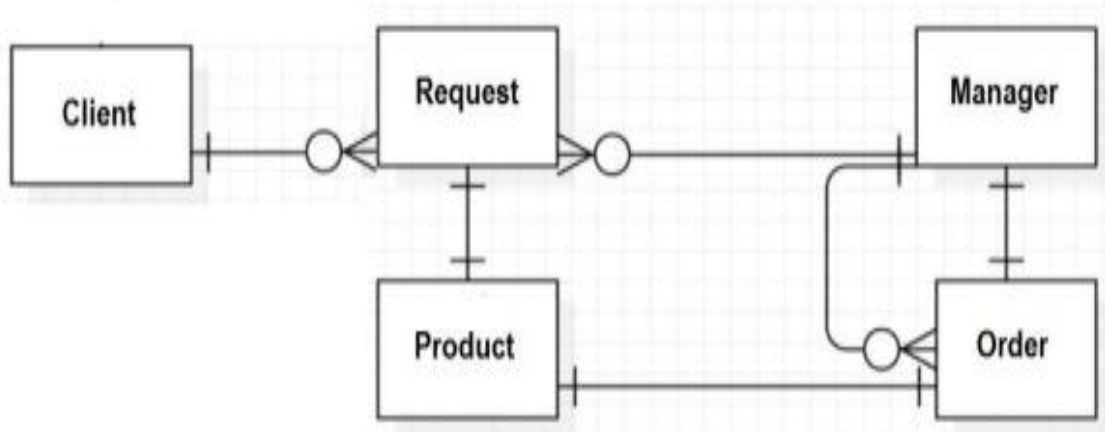 Client
Request
Manager
Product
Order